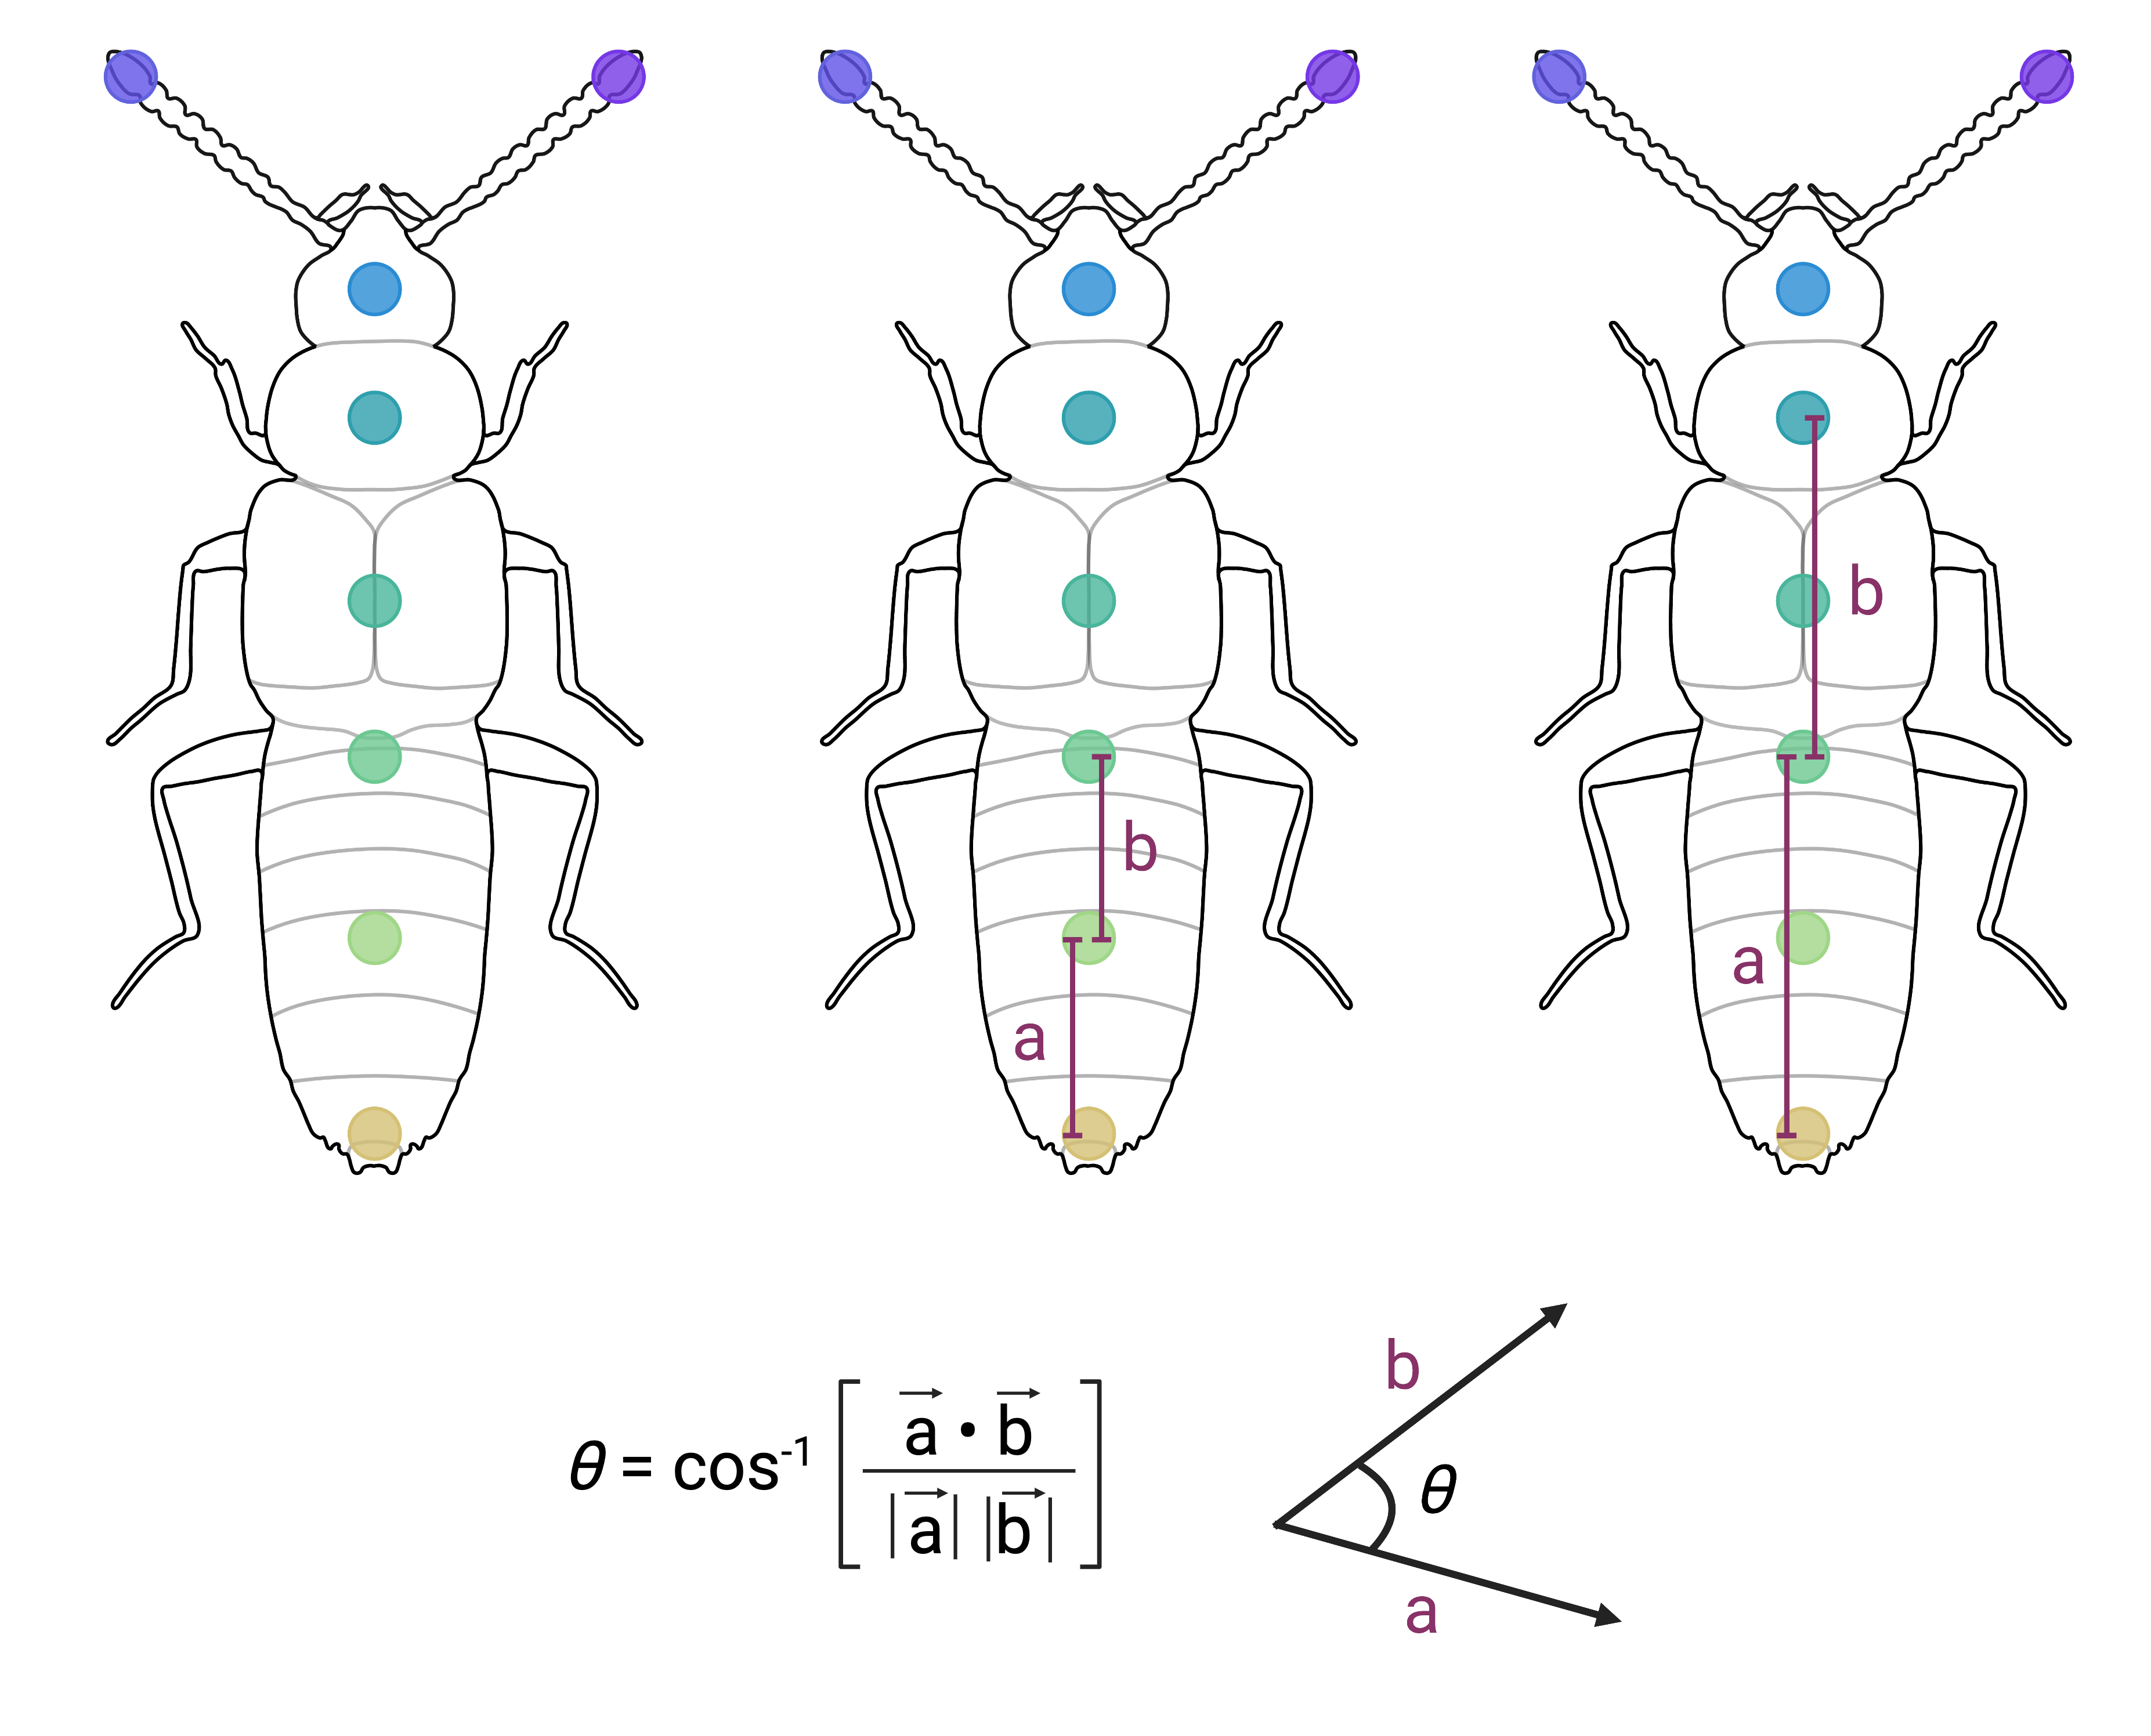 b
b
a
a
θ = cos⁻¹ [ a⃗ • b⃗ / |a⃗| |b⃗| ]
b
θ
a